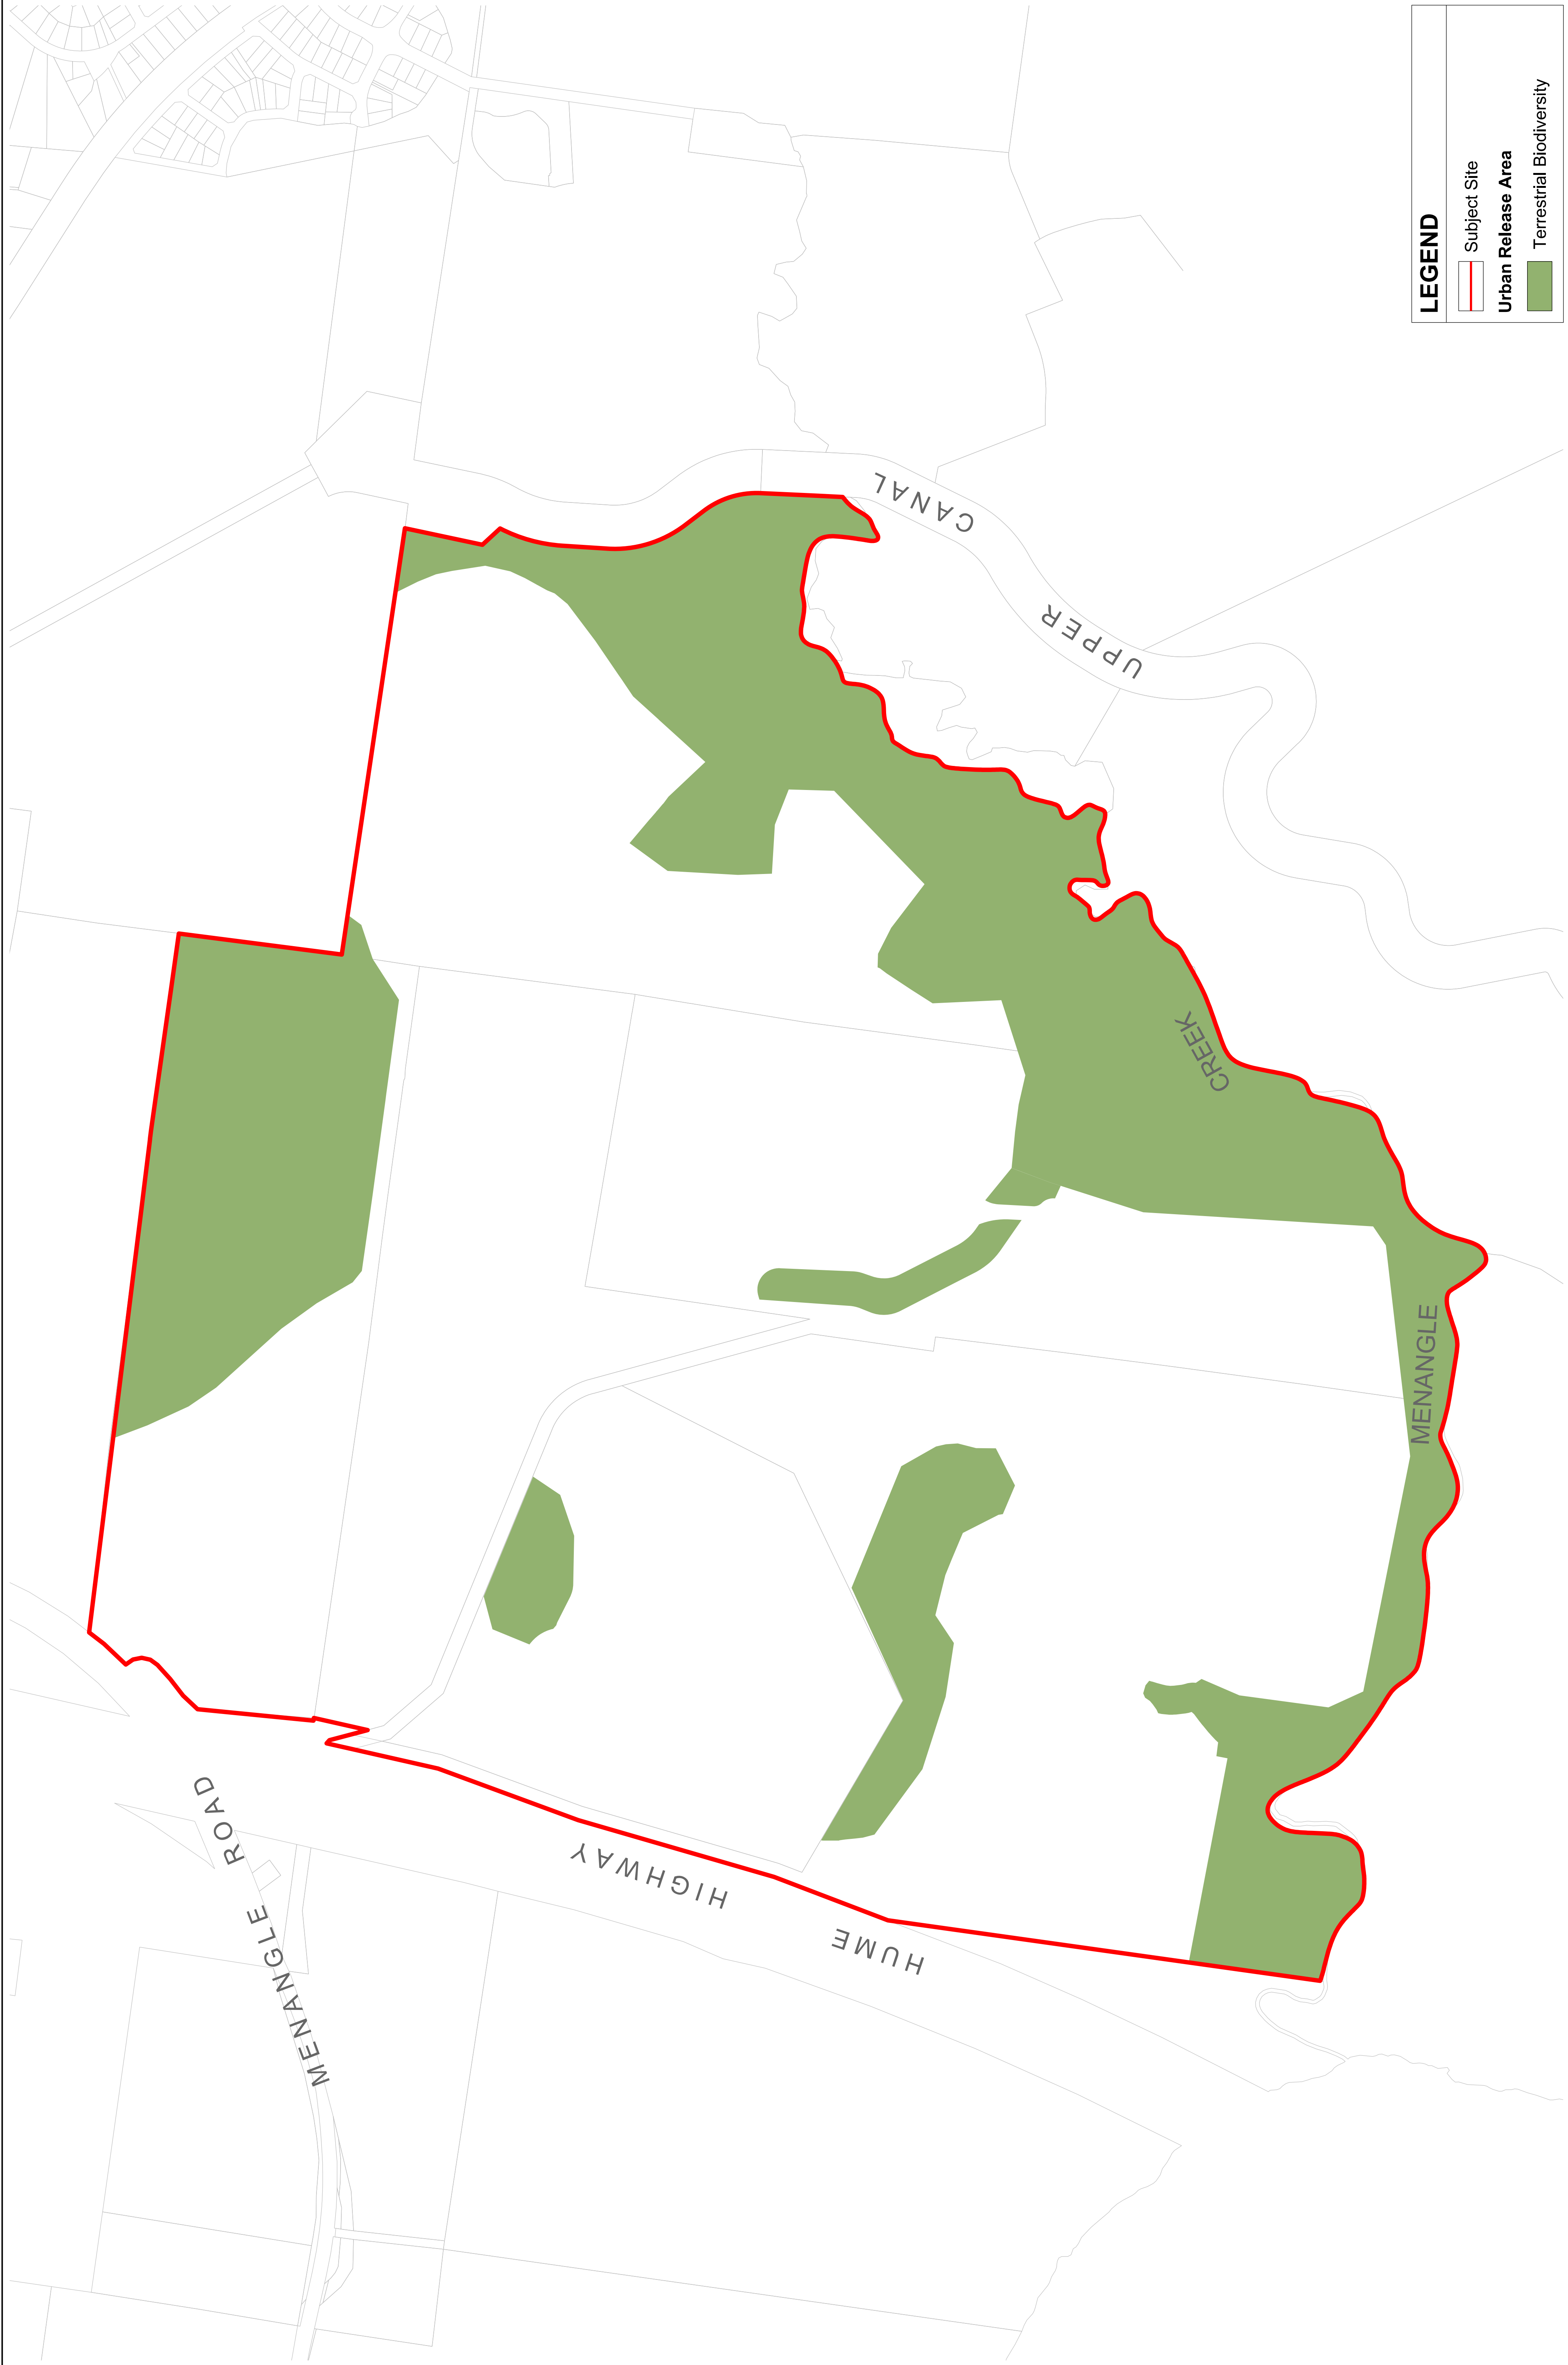 MENANGLE ROAD
HUME HIGHWAY
UPPER CANAL
MENANGLE CREEK
LEGEND
Subject Site
Urban Release Area
Terrestrial Biodiversity